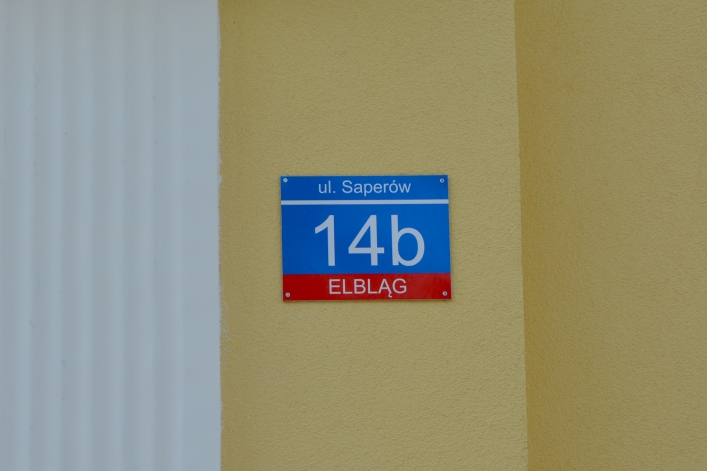 ul. Saperów
14b
ELBLĄG